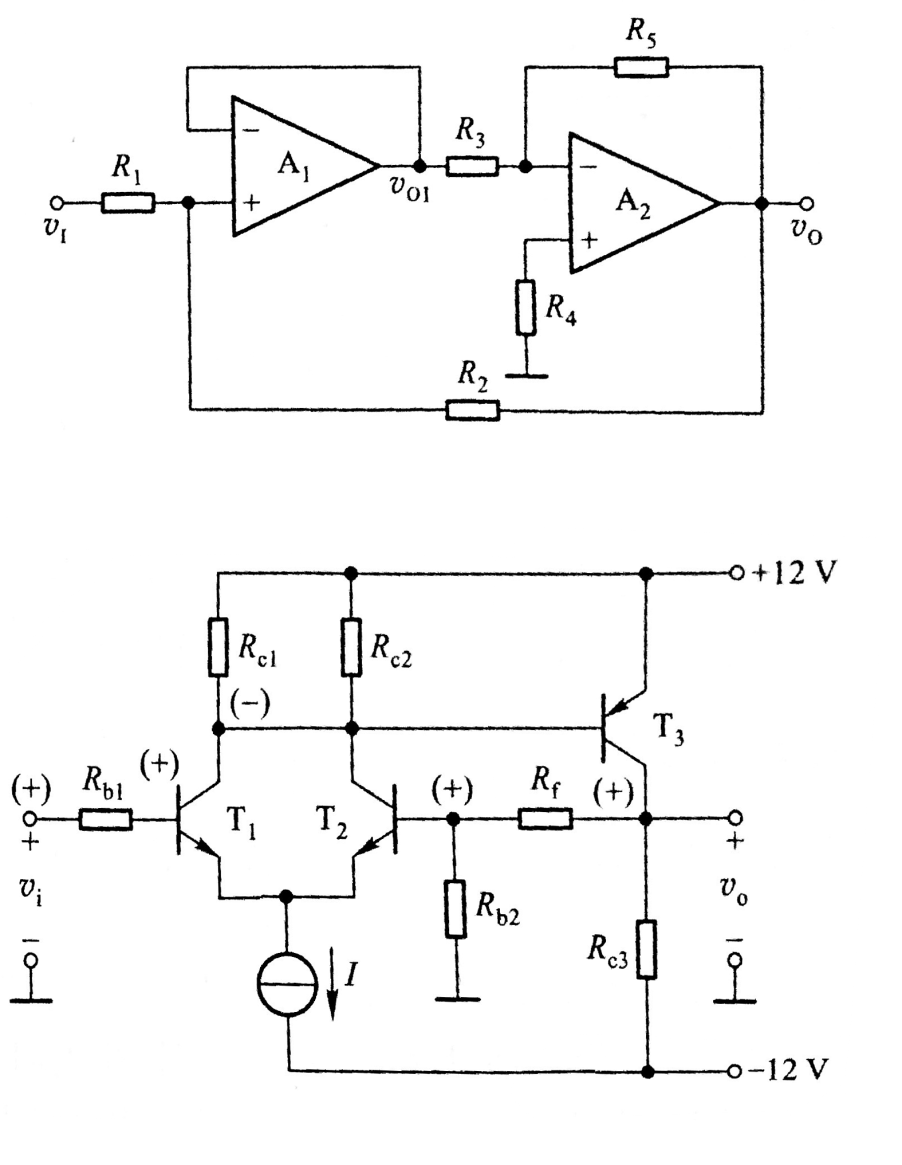 R5
R3
R1
− A1
− A2
vO1
+
vI
vO
+
R4
R2
+12 V
Rc1 Rc2
(−)
T3
(+) Rb1 (+) (+) Rf (+)
T1 T2
+ +
vi vo
Rb2
Rc3
− −
I
−12 V